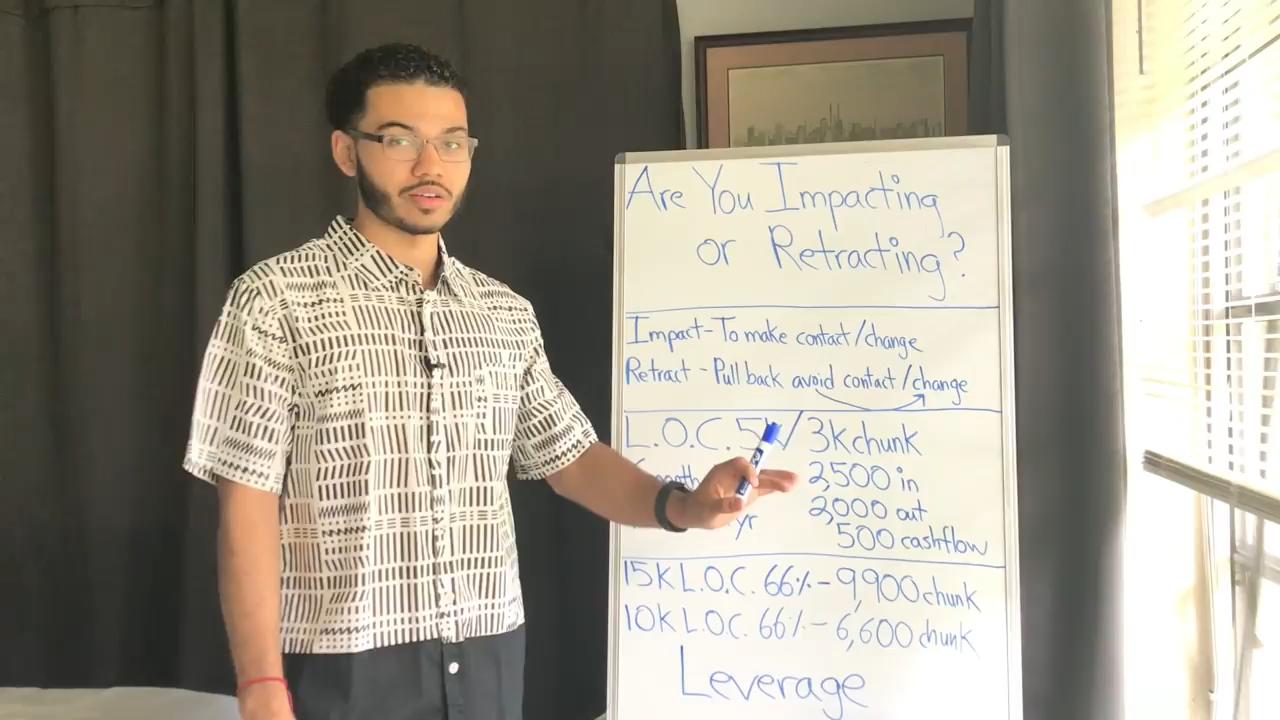 Are You Impacting
or Retracting?
Impact - To make contact/change
Retract - Pull back avoid contact/change
L.O.C. 5K/3K chunk
2,500 in
2,000 out
yr 500 cashflow
15K L.O.C. 66% - 9,900 chunk
10K L.O.C. 66% - 6,600 chunk
Leverage